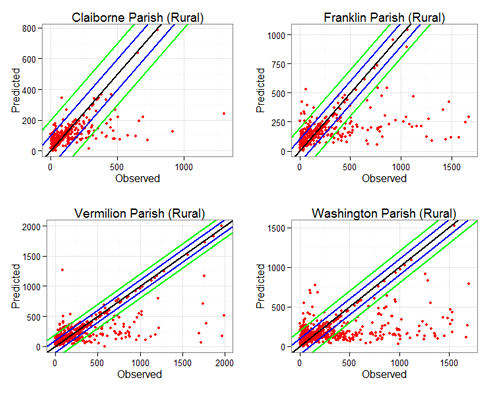 Claiborne Parish (Rural)
800
600
400
200
0
Predicted
0
500
1000
Observed
Franklin Parish (Rural)
1000
750
500
250
0
Predicted
0
500
1000
1500
Observed
Vermilion Parish (Rural)
2000
1500
1000
500
0
Predicted
0
500
1000
1500
2000
Observed
Washington Parish (Rural)
1500
1000
500
0
Predicted
0
500
1000
1500
Observed